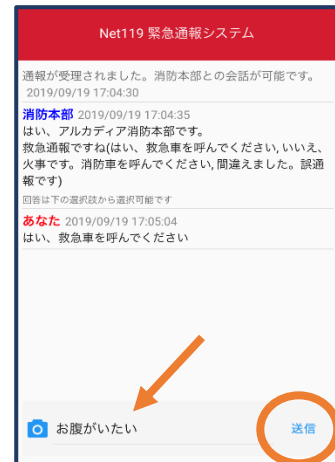 Net119 緊急通報システム
通報が受理されました。消防本部との会話が可能です。
2019/09/19 17:04:30
消防本部 2019/09/19 17:04:35
はい、アルカディア消防本部です。
救急通報ですね(はい、救急車を呼んでください, いいえ、
火事です。消防車を呼んでください, 間違えました。誤通
報です)
回答は下の選択肢から選択可能です
あなた 2019/09/19 17:05:04
はい、救急車を呼んでください
お腹がいたい
送信